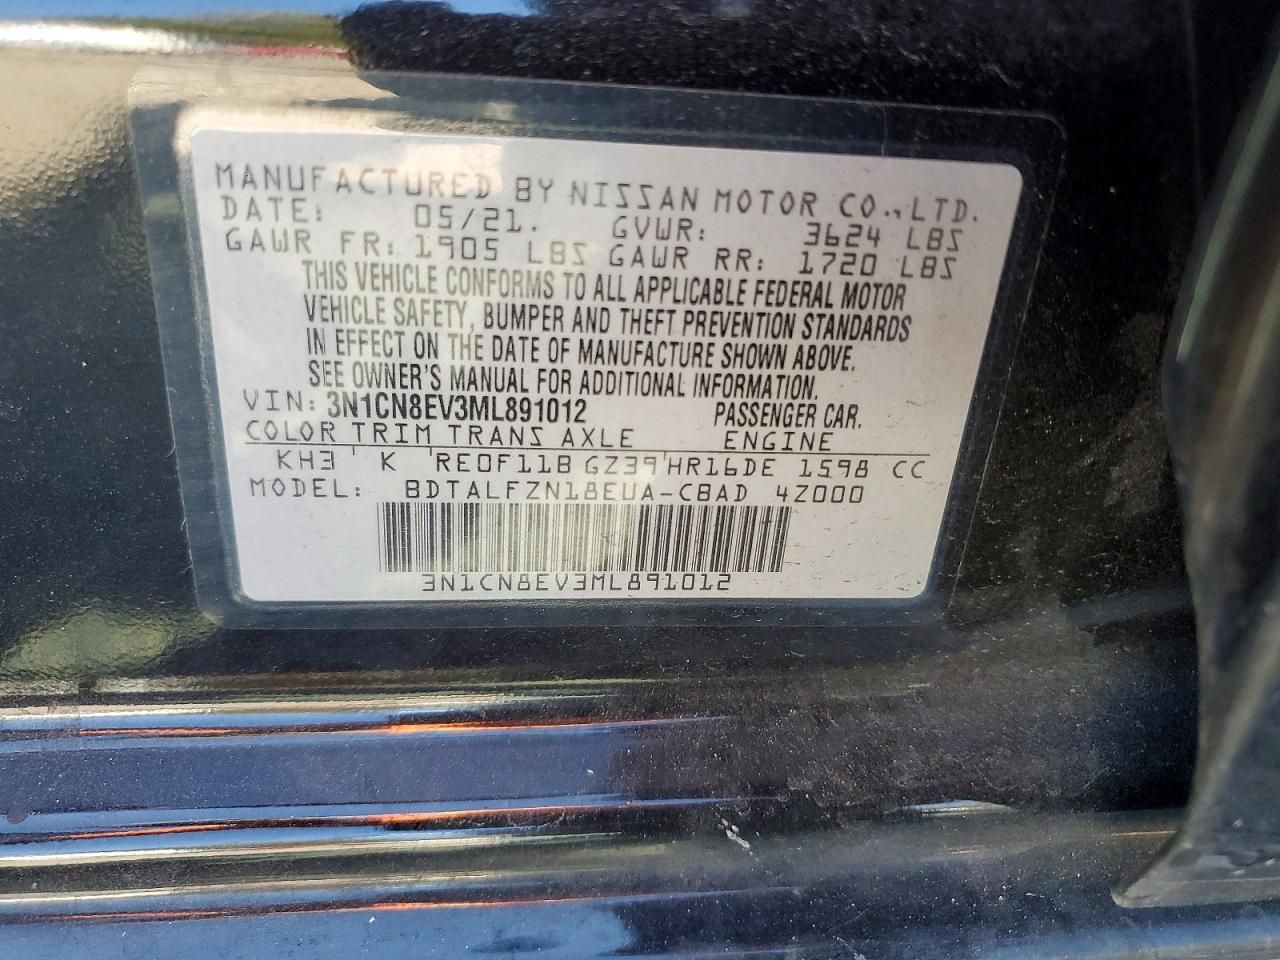 MANUFACTURED BY NISSAN MOTOR CO.,LTD.
DATE: 05/21. GVWR: 3624 LBS
GAWR FR: 1905 LBS GAWR RR: 1720 LBS
THIS VEHICLE CONFORMS TO ALL APPLICABLE FEDERAL MOTOR
VEHICLE SAFETY, BUMPER AND THEFT PREVENTION STANDARDS
IN EFFECT ON THE DATE OF MANUFACTURE SHOWN ABOVE.
SEE OWNER'S MANUAL FOR ADDITIONAL INFORMATION.
VIN: 3N1CN8EV3ML891012 PASSENGER CAR.
COLOR TRIM TRANS AXLE ENGINE
KH3 K RE0F11B GZ39 HR16DE 1598 CC
MODEL: BDTALFZN18EUA-CBAD 4Z000
3N1CN8EV3ML891012